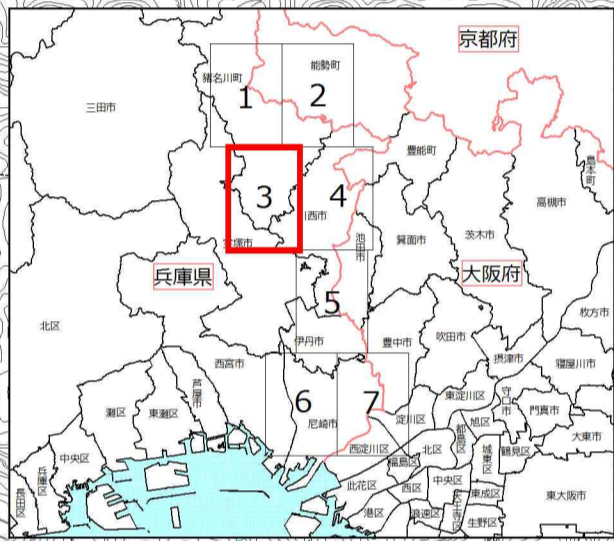 京都府
猪名川町
能勢町
1
2
三田市
豊能町
島本町
3
4
川西市
高槻市
宝塚市
池田市
箕面市
茨木市
兵庫県
大阪府
5
枚方市
北区
伊丹市
豊中市
吹田市
摂津市
寝屋川市
西宮市
芦屋市
6
7
東淀川区
守口市
門真市
灘区
東灘区
尼崎市
淀川区
旭区
都島区
大東市
西淀川区
北区
城東区
鶴見区
中央区
福島区
兵庫区
此花区
西区
中央区
東成区
東大阪市
長田区
港区
浪速区
天王寺区
生野区